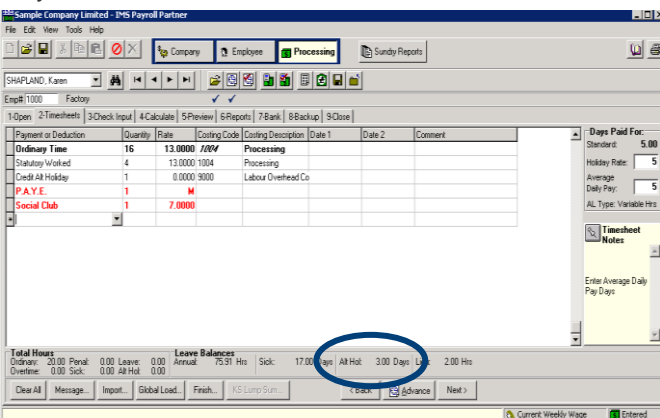 Sample Company Limited - IMS Payroll Partner
File Edit View Tools Help
Company Employee Processing Sundry Reports
SHAPLAND, Karen
Emp# 1000 Factory
1-Open 2-Timesheets 3-Check Input 4-Calculate 5-Preview 6-Reports 7-Bank 8-Backup 9-Close
Payment or Deduction Quantity Rate Costing Code Costing Description Date 1 Date 2 Comment
Ordinary Time 16 13.0000 1004 Processing
Statutory Worked 4 13.0000 1004 Processing
Credit Alt Holiday 1 0.0000 9000 Labour Overhead Co
P.A.Y.E. 1 M
Social Club 1 7.0000
Days Paid For:
Standard: 5.00
Holiday Rate: 5
Average
Daily Pay: 5
AL Type: Variable Hrs
Timesheet
Notes
Enter Average Daily
Pay Days
Total Hours Leave Balances
Ordinary: 20.00 Penal: 0.00 Leave: 0.00 Annual: 75.91 Hrs Sick: 17.00 Days Alt Hol: 3.00 Days 2.00 Hrs
Overtime: 0.00 Sick: 0.00 Alt Hol: 0.00
Clear All Message... Import... Global Load... Finish... KS Lump Sum... < Back Advance Next >
Current Weekly Wage Entered